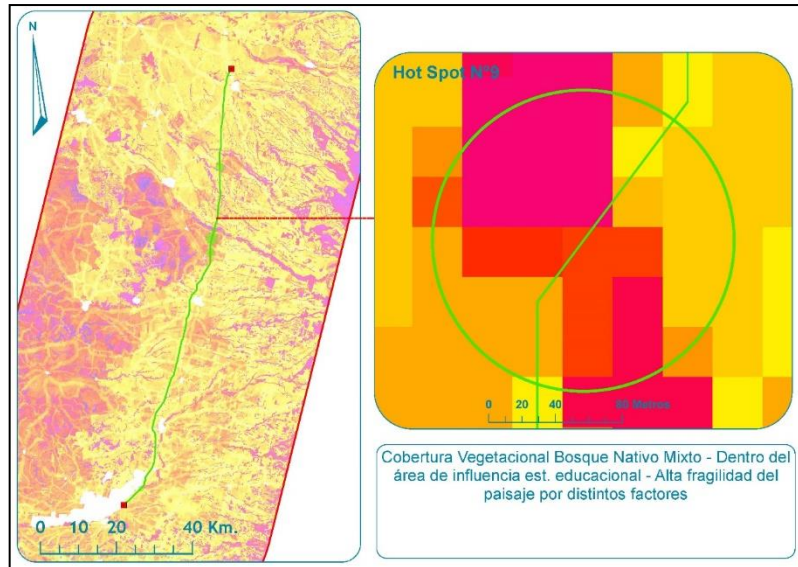 N
Hot Spot N°9
0 10 20 40 Km.
0 20 40 80 Metros
Cobertura Vegetacional Bosque Nativo Mixto - Dentro del
área de influencia est. educacional - Alta fragilidad del
paisaje por distintos factores